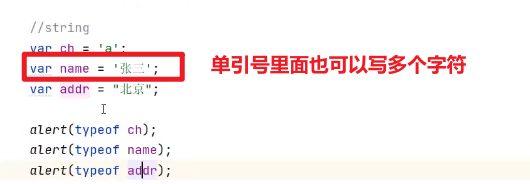 //string
var ch = 'a';
var name = '张三';
单引号里面也可以写多个字符
var addr = "北京";
alert(typeof ch);
alert(typeof name);
alert(typeof addr);